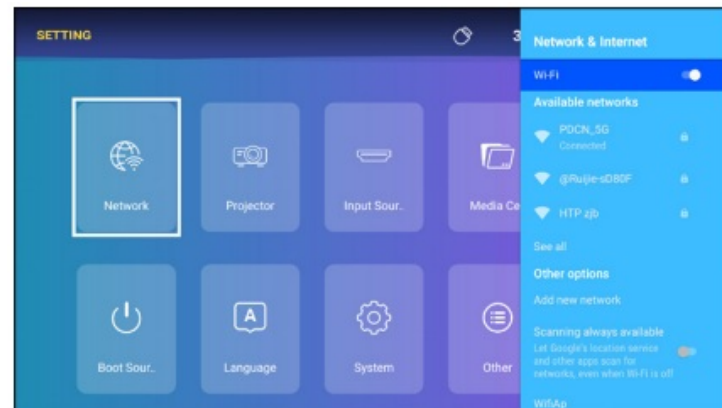 SETTING
3
Network
Projector
Input Sour..
Media Ce
Boot Sour..
A
Language
System
Other
Network & Internet
Wi-Fi
Available networks
PDCN_5G
Connected
@Ruijie-sD80F
HTP zjb
See all
Other options
Add new network
Scanning always available
Let Google's location service
and other apps scan for
networks, even when Wi-Fi is off
WifiAp